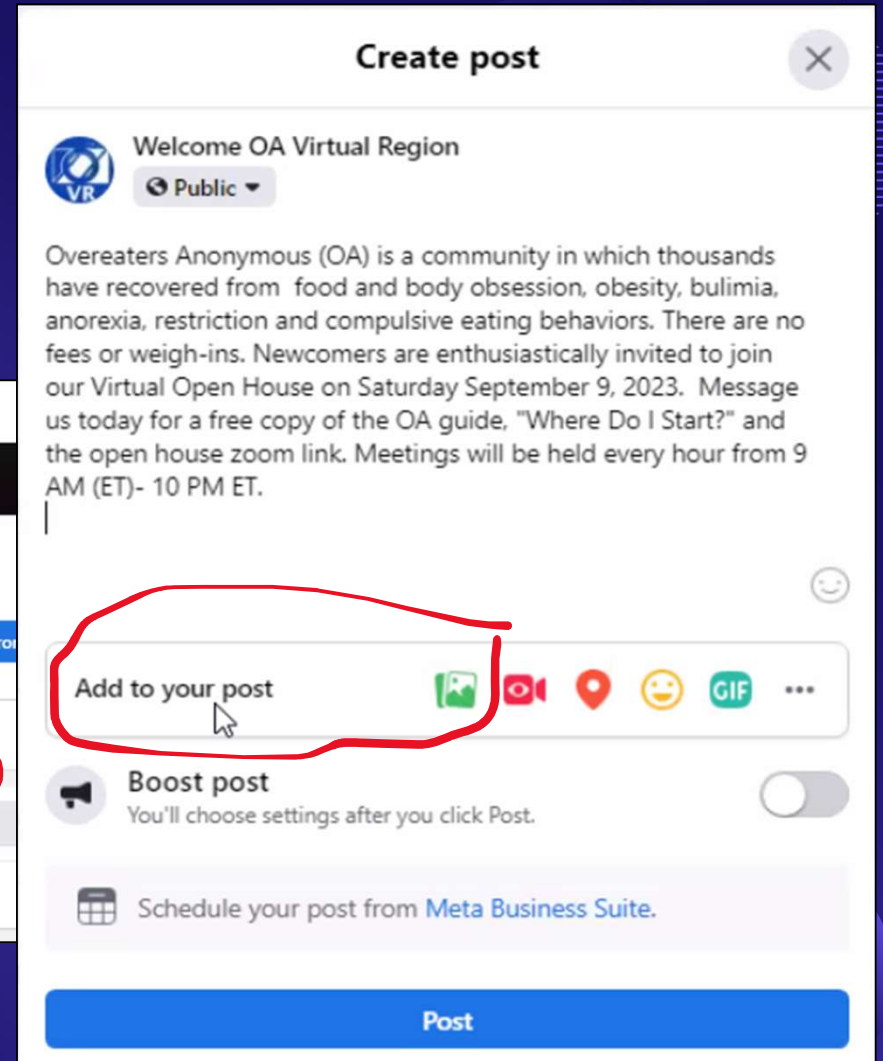 Create post
Welcome OA Virtual Region
VR
Public
Overeaters Anonymous (OA) is a community in which thousands
have recovered from  food and body obsession, obesity, bulimia,
anorexia, restriction and compulsive eating behaviors. There are no
fees or weigh-ins. Newcomers are enthusiastically invited to join
our Virtual Open House on Saturday September 9, 2023.  Message
us today for a free copy of the OA guide, "Where Do I Start?" and
the open house zoom link. Meetings will be held every hour from 9
AM (ET)- 10 PM ET.
Add to your post
GIF
Boost post
You'll choose settings after you click Post.
Schedule your post from Meta Business Suite.
Post